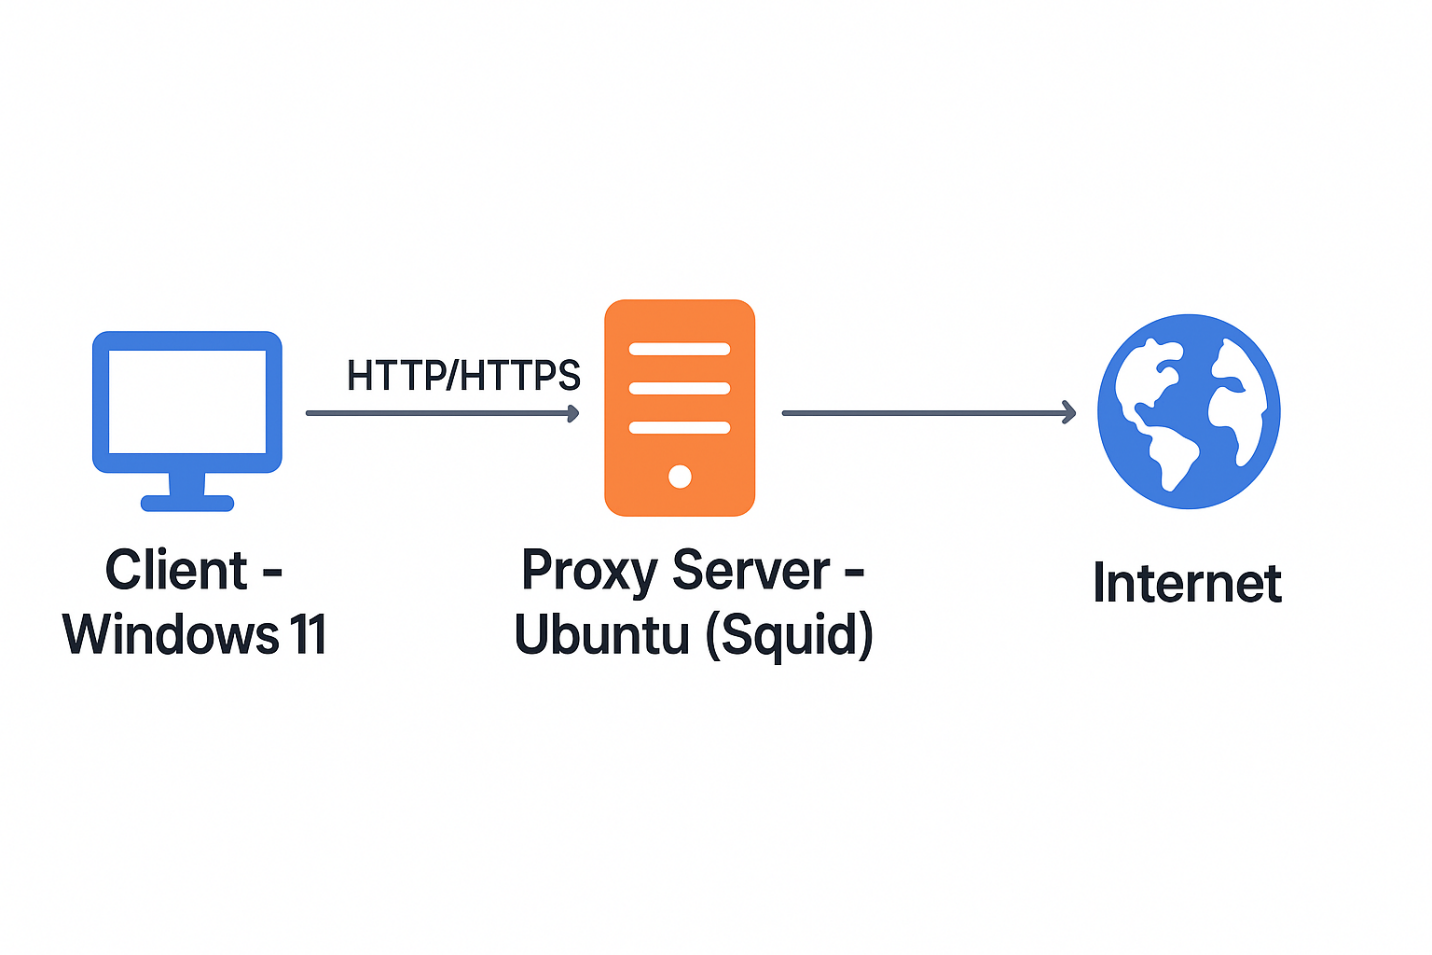 HTTP/HTTPS
Client -
Windows 11
Proxy Server -
Ubuntu (Squid)
Internet